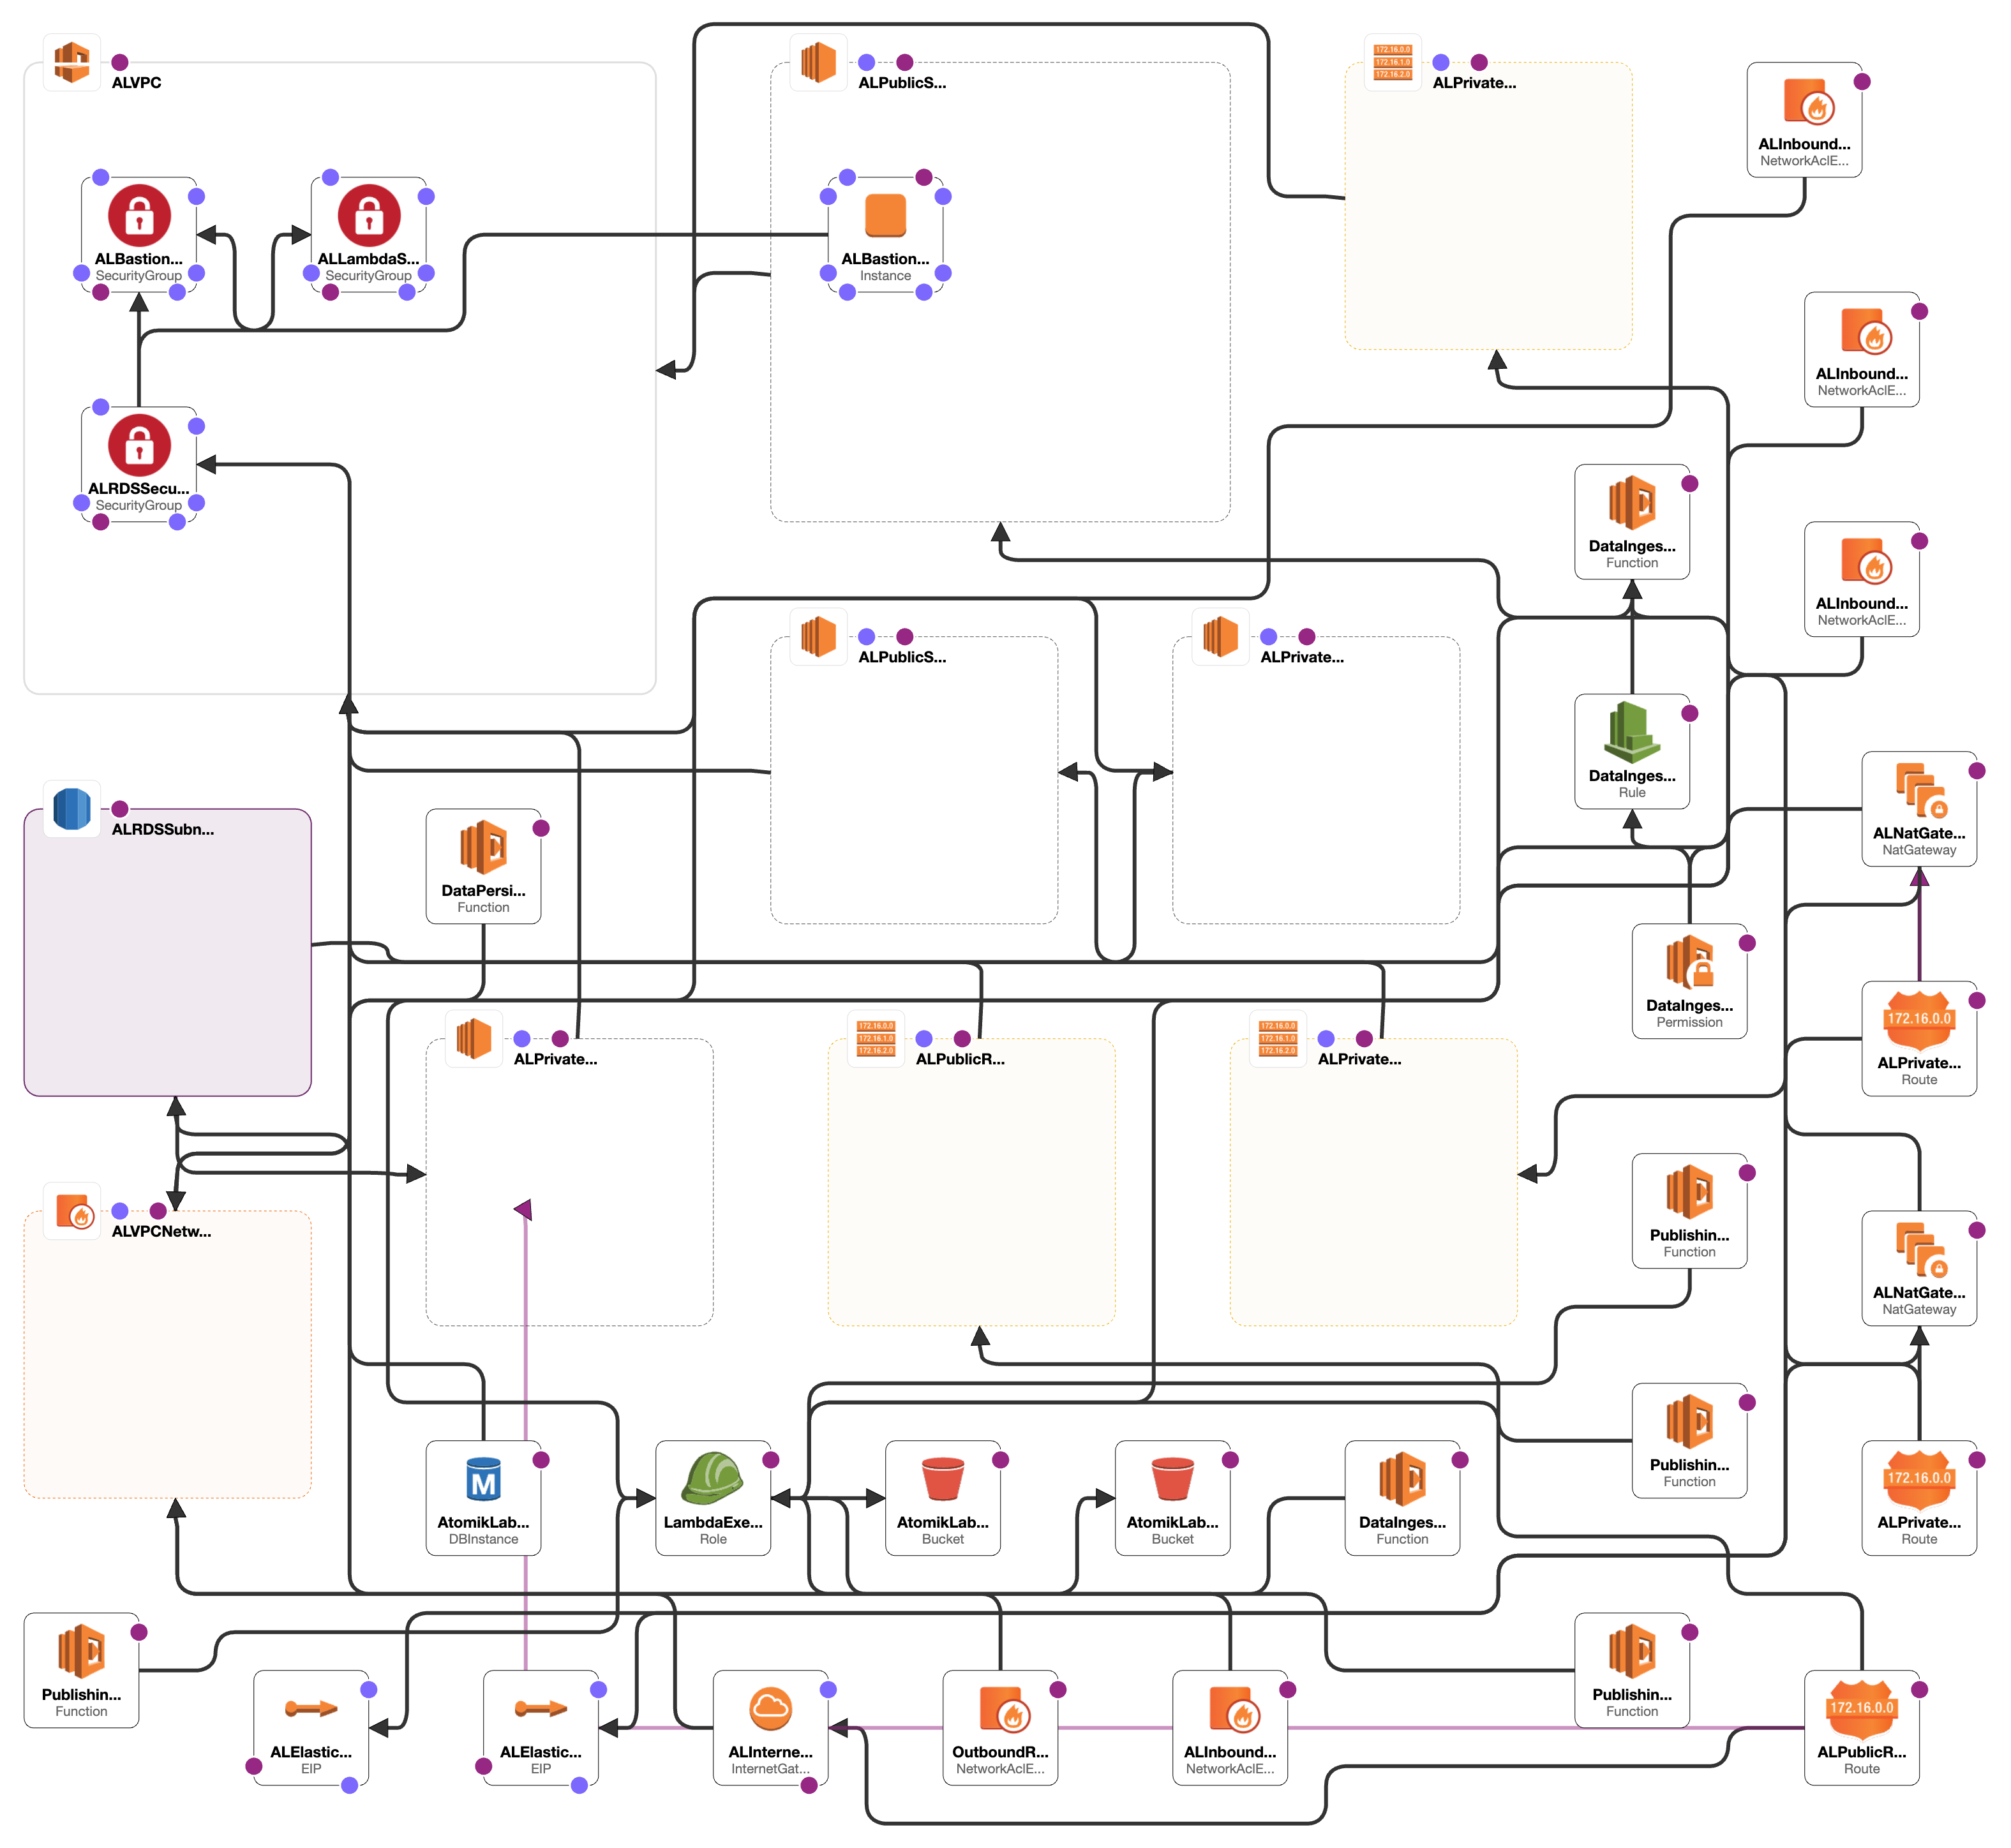 ALVPC
ALPublicS...
172.16.0.0
172.16.1.0
172.16.2.0
ALPrivate...
ALInbound...
NetworkAclE...
ALBastion...
SecurityGroup
ALLambdaS...
SecurityGroup
ALBastion...
Instance
ALInbound...
NetworkAclE...
ALRDSSecu...
SecurityGroup
DataInges...
Function
ALInbound...
NetworkAclE...
ALPublicS...
ALPrivate...
DataInges...
Rule
ALRDSSubn...
DataPersi...
Function
ALNatGate...
NatGateway
DataInges...
Permission
172.16.0.0
ALPrivate...
Route
ALPrivate...
172.16.0.0
172.16.1.0
172.16.2.0
ALPublicR...
172.16.0.0
172.16.1.0
172.16.2.0
ALPrivate...
ALVPCNetw...
Publishin...
Function
ALNatGate...
NatGateway
Publishin...
Function
M
AtomikLab...
DBInstance
LambdaExe...
Role
AtomikLab...
Bucket
AtomikLab...
Bucket
DataInges...
Function
172.16.0.0
ALPrivate...
Route
Publishin...
Function
ALElastic...
EIP
ALElastic...
EIP
ALInterne...
InternetGat...
OutboundR...
NetworkAclE...
ALInbound...
NetworkAclE...
Publishin...
Function
172.16.0.0
ALPublicR...
Route